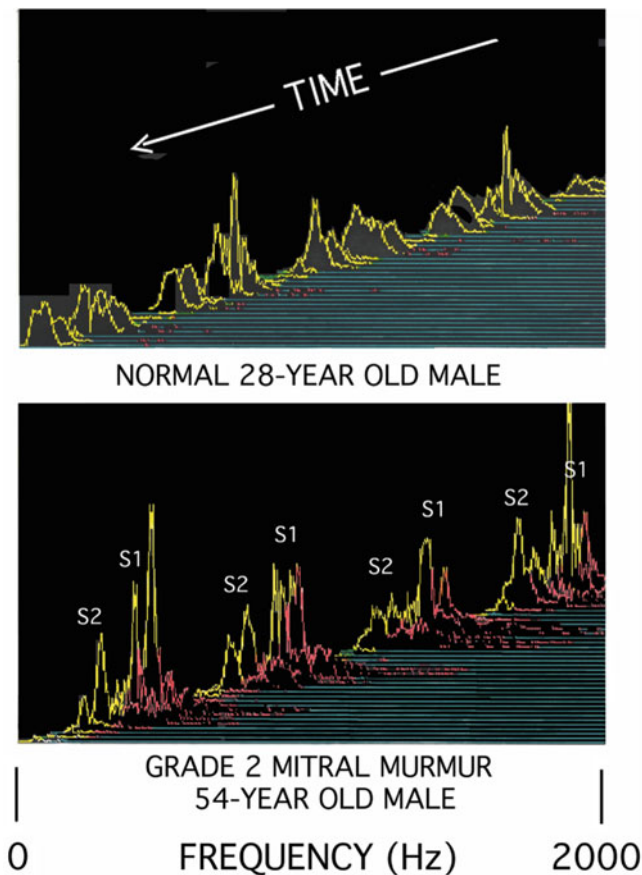 TIME
NORMAL 28-YEAR OLD MALE
S1
S2
S1
S1
S2
S2
S1
S2
GRADE 2 MITRAL MURMUR
54-YEAR OLD MALE
0 FREQUENCY (Hz) 2000